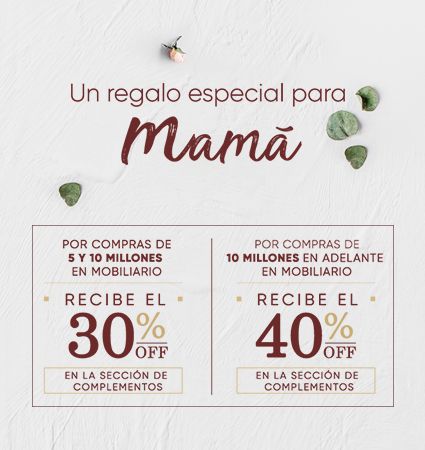 Un regalo especial para
Mamá
POR COMPRAS DE
5 Y 10 MILLONES
EN MOBILIARIO
RECIBE EL
30% OFF
EN LA SECCIÓN DE
COMPLEMENTOS
POR COMPRAS DE
10 MILLONES EN ADELANTE
EN MOBILIARIO
RECIBE EL
40% OFF
EN LA SECCIÓN DE
COMPLEMENTOS